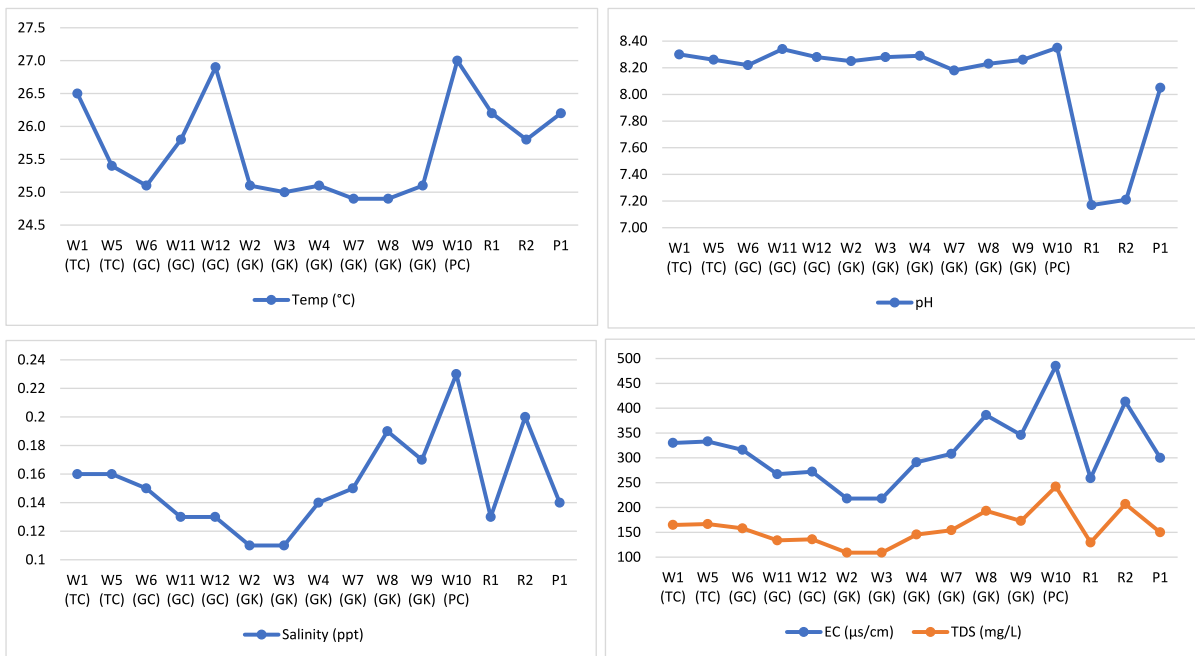 27.5
27.0
26.5
26.0
25.5
25.0
24.5
W1 W5 W6 W11 W12 W2 W3 W4 W7 W8 W9 W10 R1 R2 P1
(TC) (TC) (GC) (GC) (GC) (GK) (GK) (GK) (GK) (GK) (GK) (PC)
Temp (°C)
8.40
8.20
8.00
7.80
7.60
7.40
7.20
7.00
W1 W5 W6 W11 W12 W2 W3 W4 W7 W8 W9 W10 R1 R2 P1
(TC) (TC) (GC) (GC) (GC) (GK) (GK) (GK) (GK) (GK) (GK) (PC)
pH
0.24
0.22
0.2
0.18
0.16
0.14
0.12
0.1
W1 W5 W6 W11 W12 W2 W3 W4 W7 W8 W9 W10 R1 R2 P1
(TC) (TC) (GC) (GC) (GC) (GK) (GK) (GK) (GK) (GK) (GK) (PC)
Salinity (ppt)
500
450
400
350
300
250
200
150
100
W1 W5 W6 W11 W12 W2 W3 W4 W7 W8 W9 W10 R1 R2 P1
(TC) (TC) (GC) (GC) (GC) (GK) (GK) (GK) (GK) (GK) (GK) (PC)
EC (µs/cm) TDS (mg/L)